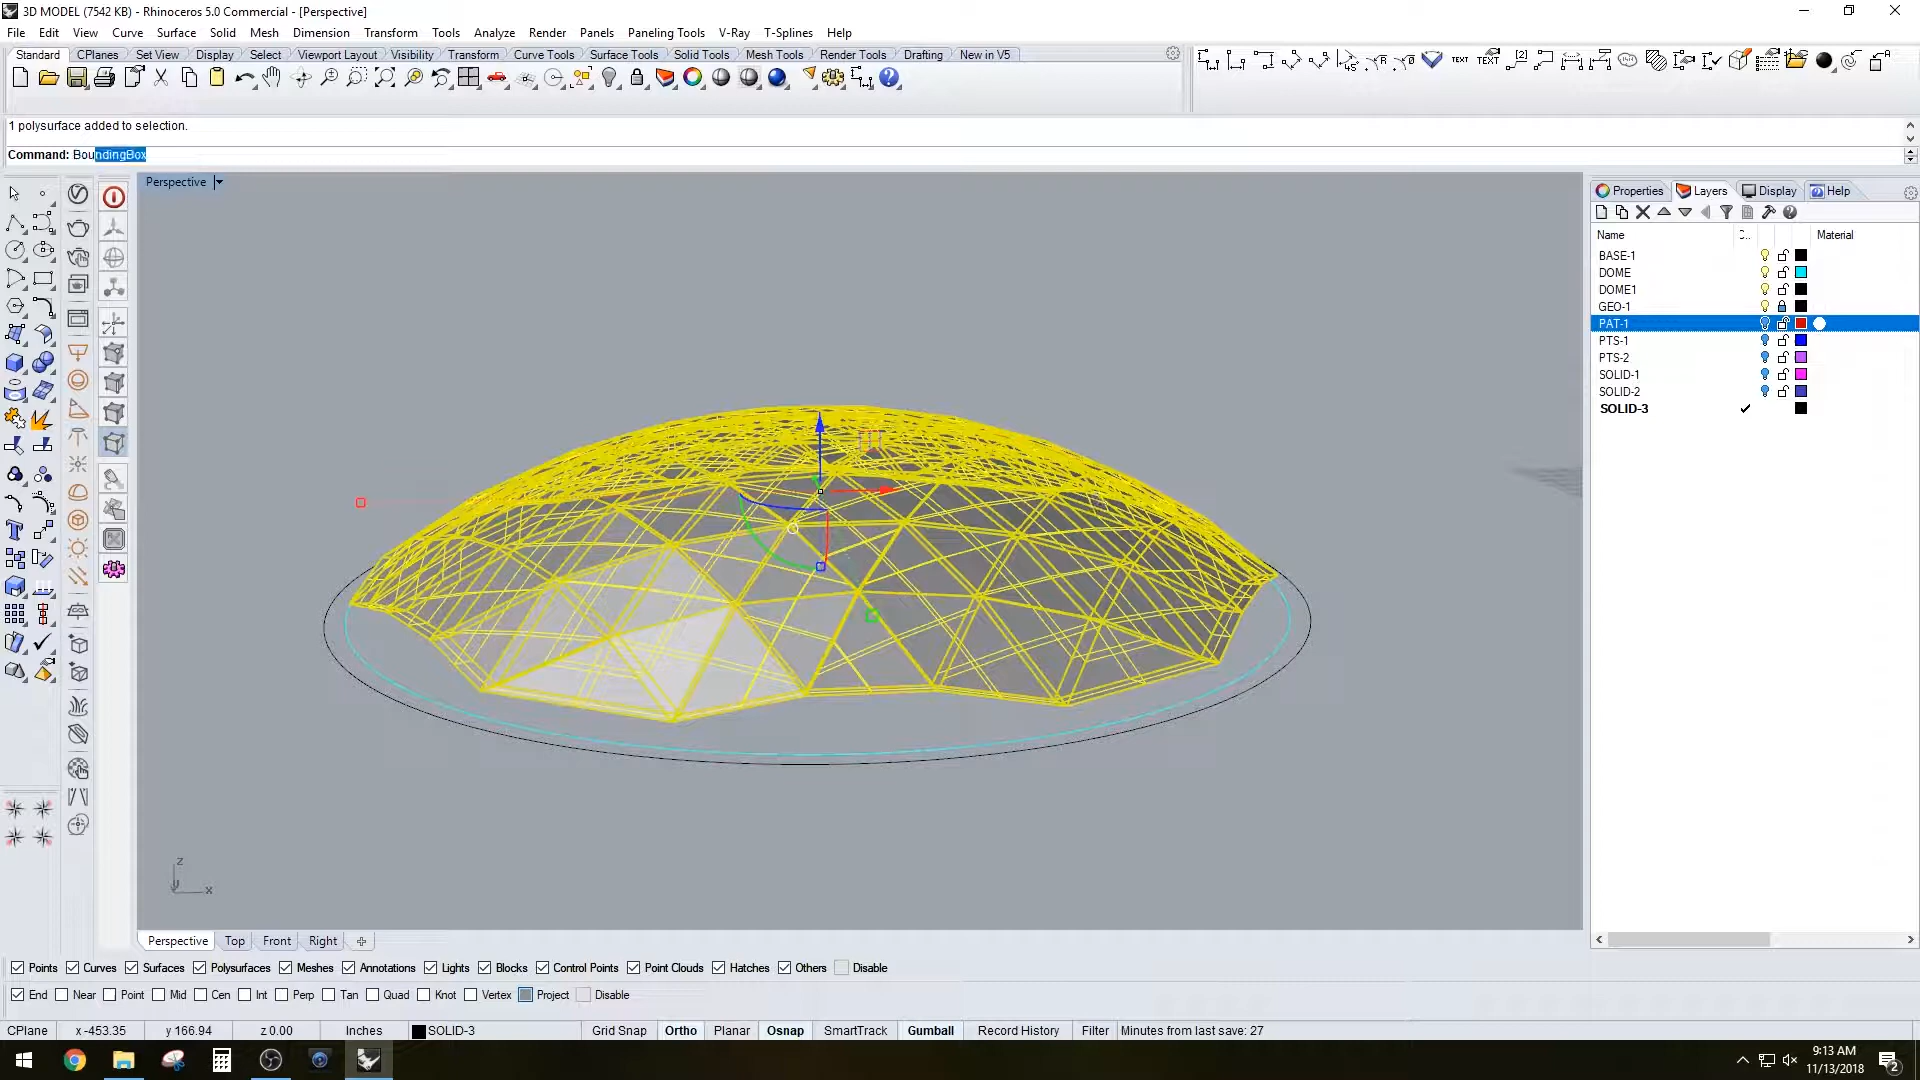 3D MODEL (7542 KB) - Rhinoceros 5.0 Commercial - [Perspective]
File Edit View Curve Surface Solid Mesh Dimension Transform Tools Analyze Render Panels Paneling Tools V-Ray T-Splines Help
Standard CPlanes Set View Display Select Viewport Layout Visibility Transform Curve Tools Surface Tools Solid Tools Mesh Tools Render Tools Drafting New in V5
TEXT TEXT
1 polysurface added to selection.
Command: BoundingBox
Perspective
Properties Layers Display Help
Name C.. Material
BASE-1
DOME
DOME1
GEO-1
PAT-1
PTS-1
PTS-2
SOLID-1
SOLID-2
SOLID-3
z
y x
Perspective Top Front Right
Points Curves Surfaces Polysurfaces Meshes Annotations Lights Blocks Control Points Point Clouds Hatches Others Disable
End Near Point Mid Cen Int Perp Tan Quad Knot Vertex Project Disable
CPlane x -453.35 y 166.94 z 0.00 Inches SOLID-3 Grid Snap Ortho Planar Osnap SmartTrack Gumball Record History Filter Minutes from last save: 27
9:13 AM
11/13/2018
2